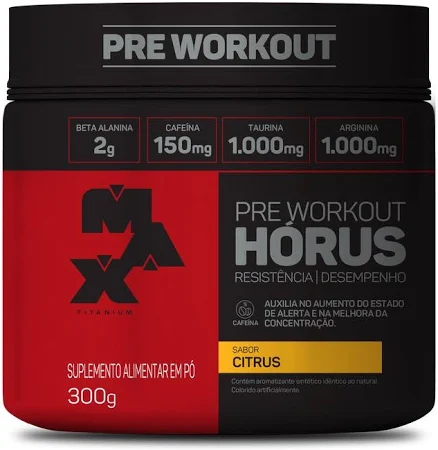 PRE WORKOUT
BETA ALANINA
2g
CAFEÍNA
150mg
TAURINA
1.000mg
ARGININA
1.000mg
MAX
TITANIUM
PRE WORKOUT
HÓRUS
RESISTÊNCIA | DESEMPENHO
CAFEÍNA
AUXILIA NO AUMENTO DO ESTADO
DE ALERTA E NA MELHORA DA
CONCENTRAÇÃO.
SABOR
CITRUS
Contém aromatizante sintético idêntico ao natural.
Colorido artificialmente.
SUPLEMENTO ALIMENTAR EM PÓ
300g